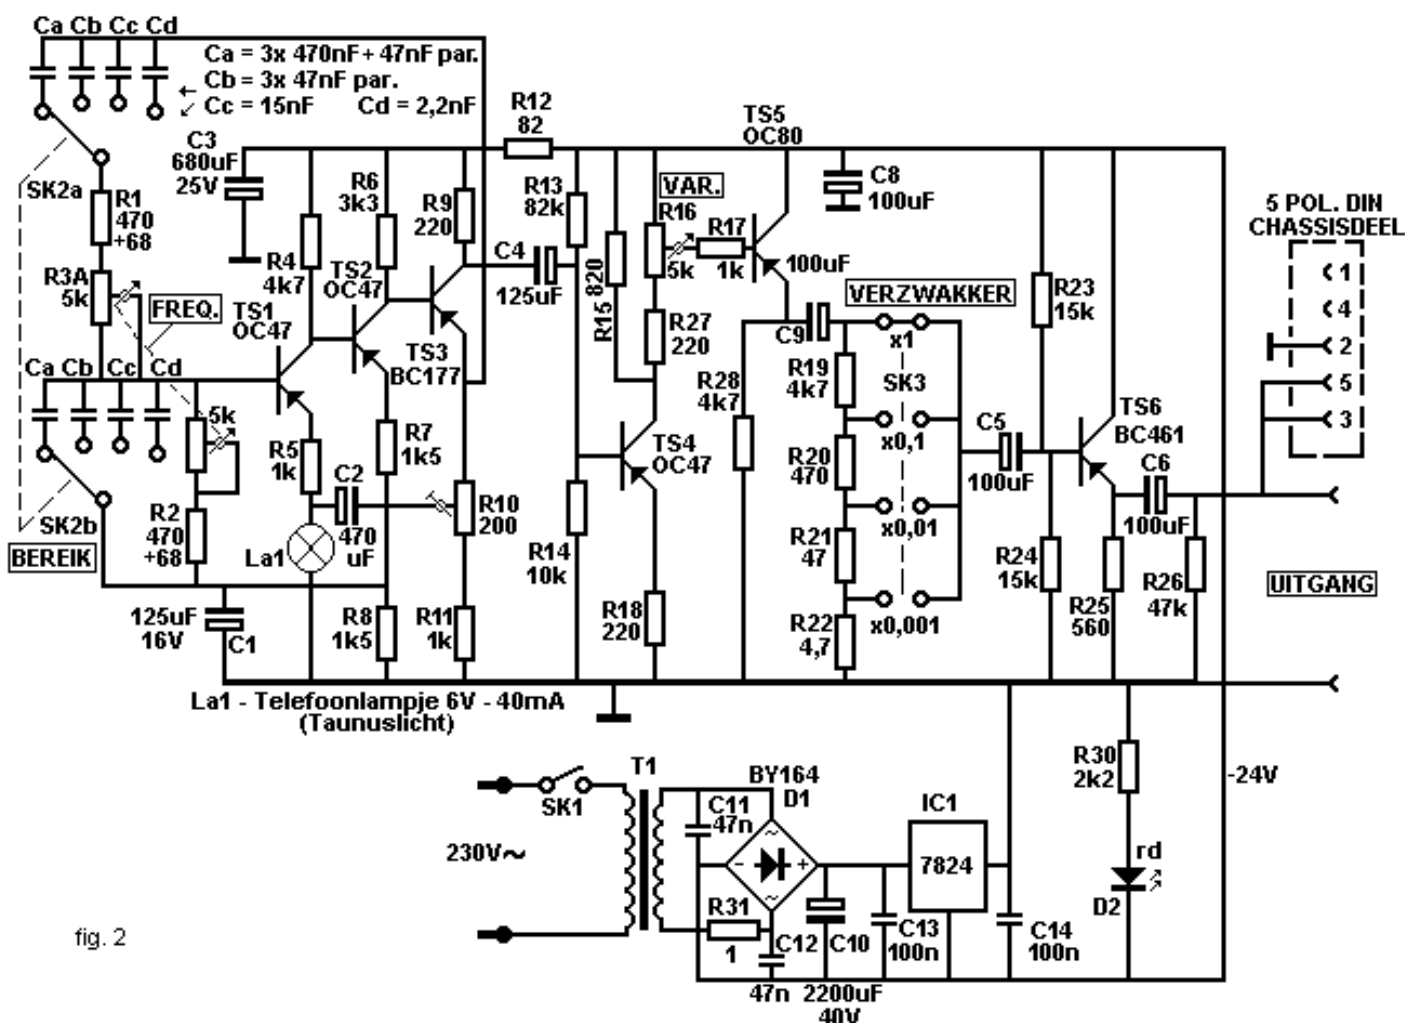 Ca Cb Cc Cd
Ca = 3x 470nF + 47nF par.
Cb = 3x 47nF par.
Cc = 15nF Cd = 2,2nF
R12
82
TS5
OC80
C3
680uF
25V
R6
3k3
R9
220
R13
82k
VAR.
R16
5k
R17
1k
C8
100uF
5 POL. DIN
CHASSISDEEL
1
4
2
5
3
SK2a
R1
470
+68
R3A
5k
FREQ.
R4
4k7
TS2
OC47
C4
125uF
R15 820
100uF
C9
VERZWAKKER
R23
15k
TS1
OC47
TS3
BC177
R27
220
x1
R19
4k7
SK3
R28
4k7
Ca Cb Cc Cd
5k
R5
1k
R7
1k5
TS4
OC47
x0,1
R20
470
C5
100uF
TS6
BC461
C6
100uF
SK2b
BEREIK
R2
470
+68
C2
470
uF
La1
R10
200
R14
10k
x0,01
R21
47
R24
15k
R25
560
R26
47k
UITGANG
125uF
16V
C1
R8
1k5
R11
1k
R18
220
R22
4,7
x0,001
La1 - Telefoonlampje 6V - 40mA
(Taunuslicht)
T1
SK1
230V~
BY164
D1
C11
47n
~
- +
~
IC1
7824
R30
2k2
-24V
rd
D2
R31
1
C12
47n
C10
2200uF
40V
C13
100n
C14
100n
fig. 2